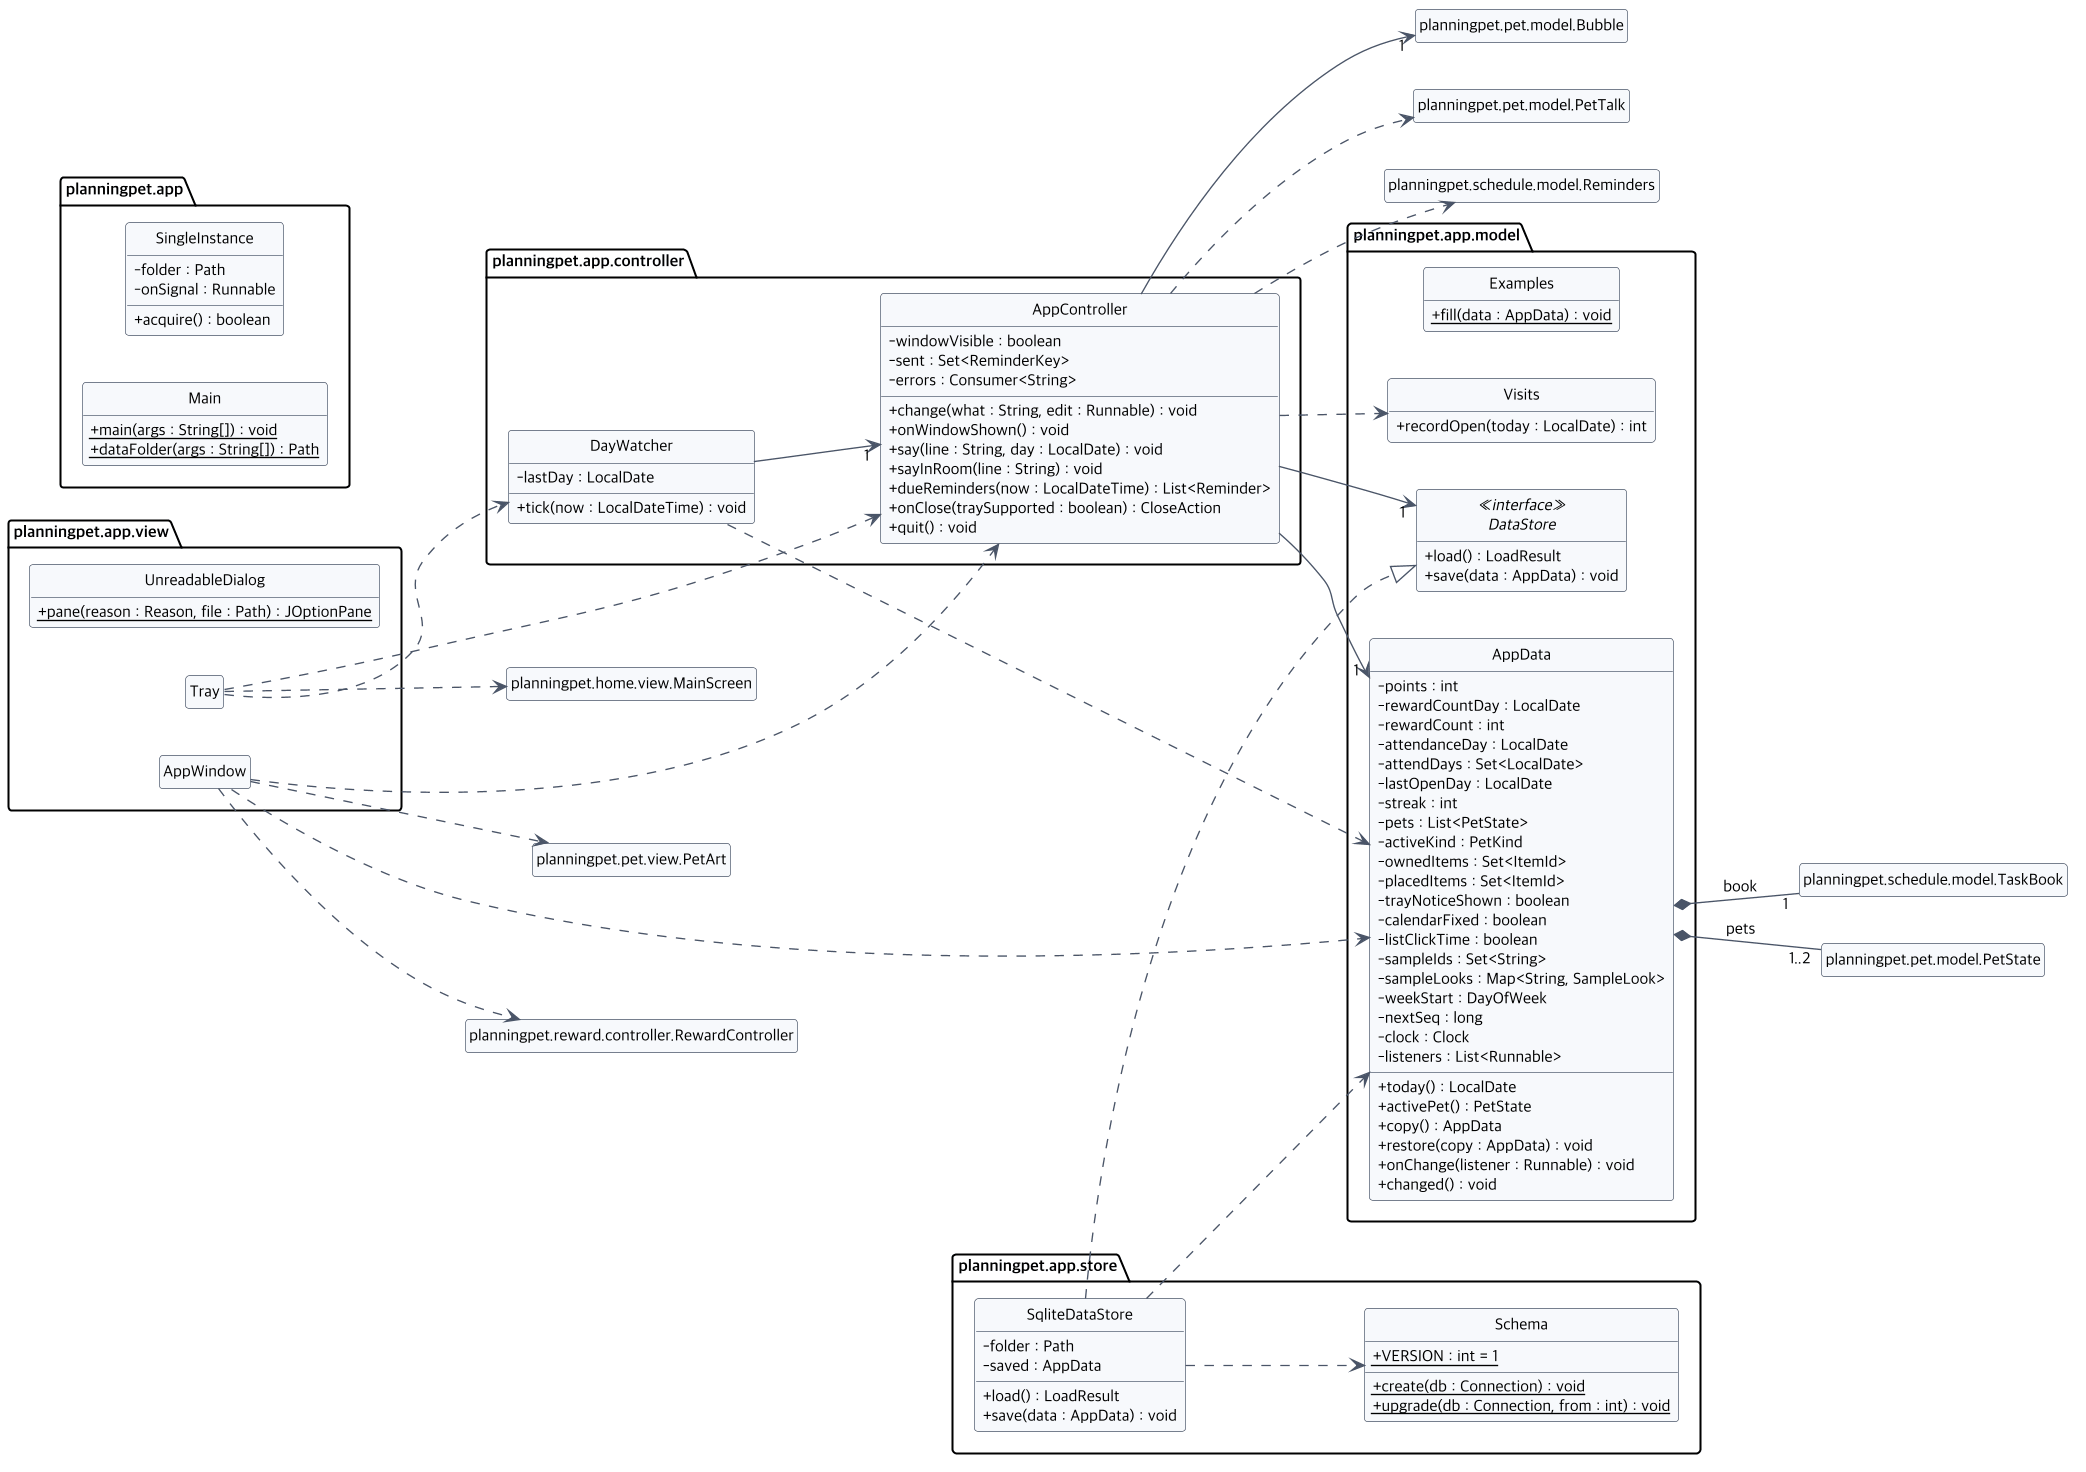 planningpet.pet.model.Bubble
1
planningpet.pet.model.PetTalk
planningpet.schedule.model.Reminders
planningpet.app
SingleInstance
-folder : Path
-onSignal : Runnable
+acquire() : boolean
Main
+main(args : String[]) : void
+dataFolder(args : String[]) : Path
planningpet.app.view
UnreadableDialog
+pane(reason : Reason, file : Path) : JOptionPane
Tray
AppWindow
planningpet.app.controller
DayWatcher
-lastDay : LocalDate
+tick(now : LocalDateTime) : void
1
AppController
-windowVisible : boolean
-sent : Set<ReminderKey>
-errors : Consumer<String>
+change(what : String, edit : Runnable) : void
+onWindowShown() : void
+say(line : String, day : LocalDate) : void
+sayInRoom(line : String) : void
+dueReminders(now : LocalDateTime) : List<Reminder>
+onClose(traySupported : boolean) : CloseAction
+quit() : void
planningpet.home.view.MainScreen
planningpet.pet.view.PetArt
planningpet.reward.controller.RewardController
planningpet.app.model
Examples
+fill(data : AppData) : void
Visits
+recordOpen(today : LocalDate) : int
1
«interface»
DataStore
+load() : LoadResult
+save(data : AppData) : void
1
AppData
-points : int
-rewardCountDay : LocalDate
-rewardCount : int
-attendanceDay : LocalDate
-attendDays : Set<LocalDate>
-lastOpenDay : LocalDate
-streak : int
-pets : List<PetState>
-activeKind : PetKind
-ownedItems : Set<ItemId>
-placedItems : Set<ItemId>
-trayNoticeShown : boolean
-calendarFixed : boolean
-listClickTime : boolean
-sampleIds : Set<String>
-sampleLooks : Map<String, SampleLook>
-weekStart : DayOfWeek
-nextSeq : long
-clock : Clock
-listeners : List<Runnable>
+today() : LocalDate
+activePet() : PetState
+copy() : AppData
+restore(copy : AppData) : void
+onChange(listener : Runnable) : void
+changed() : void
book
1
planningpet.schedule.model.TaskBook
pets
1..2
planningpet.pet.model.PetState
planningpet.app.store
SqliteDataStore
-folder : Path
-saved : AppData
+load() : LoadResult
+save(data : AppData) : void
Schema
+VERSION : int = 1
+create(db : Connection) : void
+upgrade(db : Connection, from : int) : void